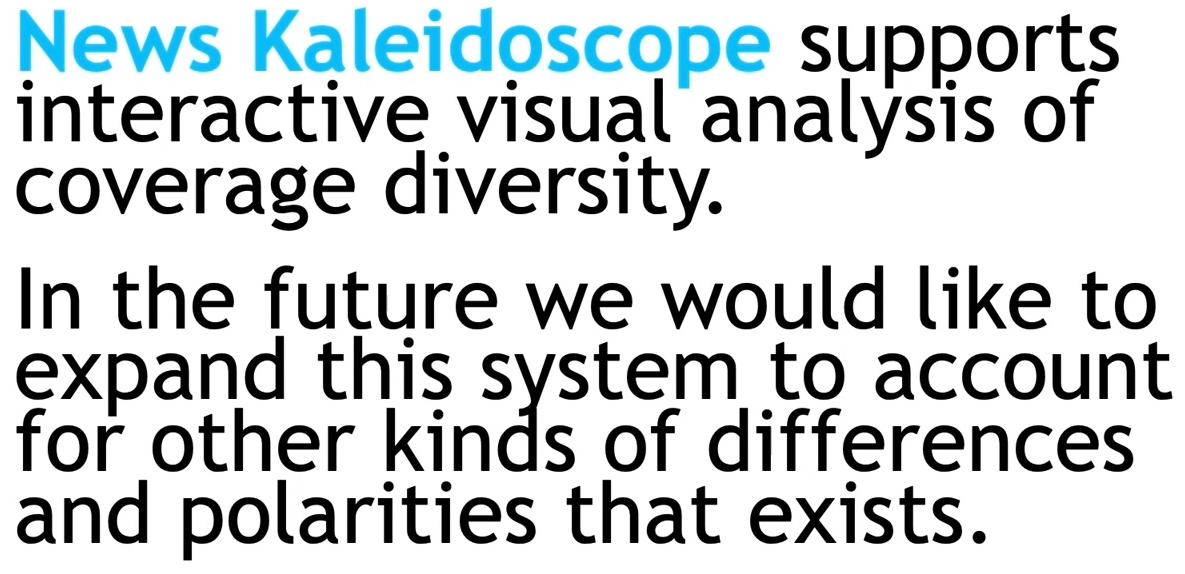 News Kaleidoscope supports
interactive visual analysis of
coverage diversity.
In the future we would like to
expand this system to account
for other kinds of differences
and polarities that exists.